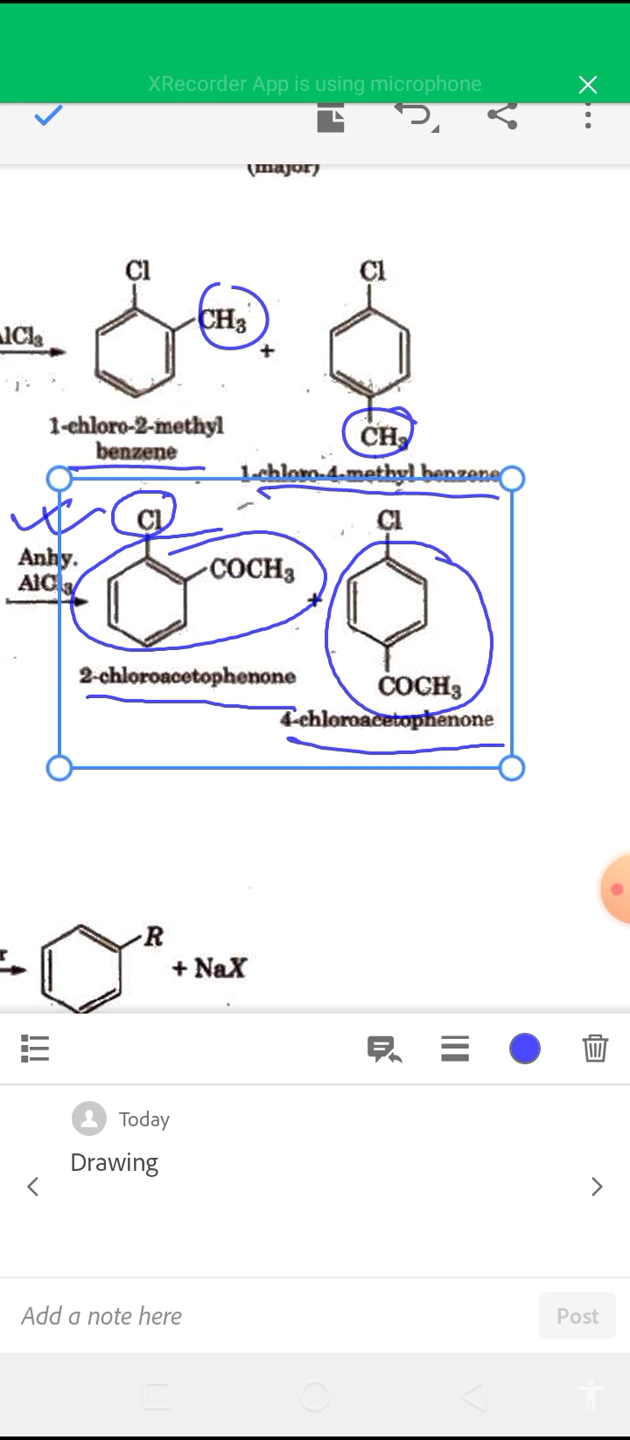 XRecorder App is using microphone
(major)
Cl
Cl
CH₃
AlCl₃
+
CH₃
1-chloro-2-methyl
benzene
1-chloro-4-methyl benzene
Cl
Cl
Anhy.
AlCl₃
COCH₃
+
2-chloroacetophenone
COCH₃
4-chloroacetophenone
R
+ NaX
Today
Drawing
Add a note here
Post